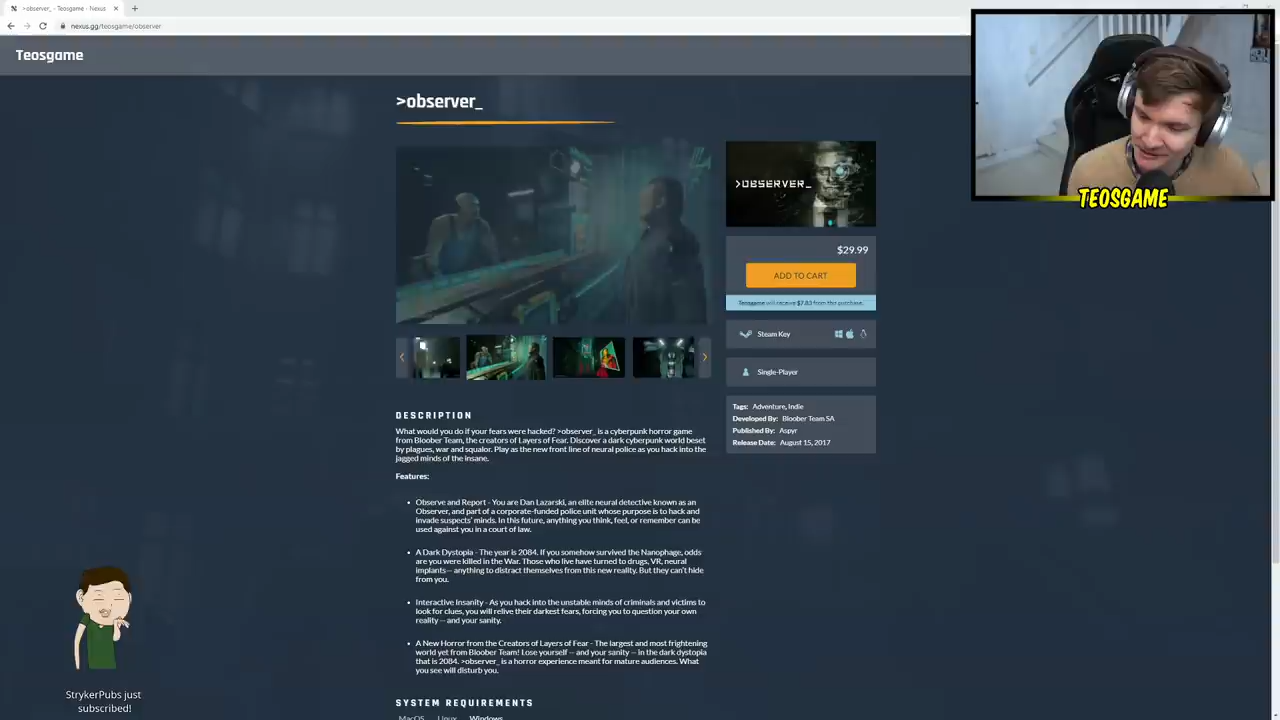 >observer_ - Teosgame - Nexus
nexus.gg/teosgame/observer
Teosgame
>observer_
>OBSERVER_
TEOSGAME
$29.99
ADD TO CART
Teosgame will receive $7.80 from this purchase.
Steam Key
Single-Player
Tags: Adventure, Indie
Developed By: Bloober Team SA
Published By: Aspyr
Release Date: August 15, 2017
DESCRIPTION
What would you do if your fears were hacked? >observer_ is a cyberpunk horror game
from Bloober Team, the creators of Layers of Fear. Discover a dark cyberpunk world beset
by plagues, war and squalor. Play as the new front line of neural police as you hack into the
jagged minds of the insane.
Features:
Observe and Report - You are Dan Lazarski, an elite neural detective known as an
Observer, and part of a corporate-funded police unit whose purpose is to hack and
invade suspects' minds. In this future, anything you think, feel, or remember can be
used against you in a court of law.
A Dark Dystopia - The year is 2084. If you somehow survived the Nanophage, odds
are you were killed in the War. Those who live have turned to drugs, VR, neural
implants— anything to distract themselves from this new reality. But they can't hide
from you.
Interactive Insanity - As you hack into the unstable minds of criminals and victims to
look for clues, you will relive their darkest fears, forcing you to question your own
reality — and your sanity.
A New Horror from the Creators of Layers of Fear - The largest and most frightening
world yet from Bloober Team! Lose yourself – and your sanity – in the dark dystopia
that is 2084. >observer_ is a horror experience meant for mature audiences. What
you see will disturb you.
SYSTEM REQUIREMENTS
MacOS Linux Windows
StrykerPubs just
subscribed!